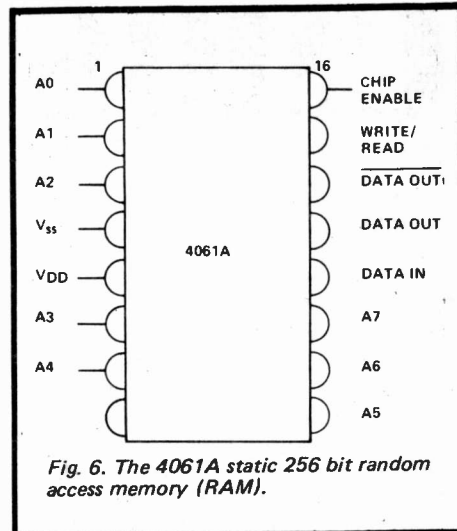 1
16
A0
CHIP
ENABLE
A1
WRITE/
READ
A2
DATA OUT
Vss
DATA OUT
4061A
VDD
DATA IN
A3
A7
A4
A6
A5
Fig. 6. The 4061A static 256 bit random
access memory (RAM).